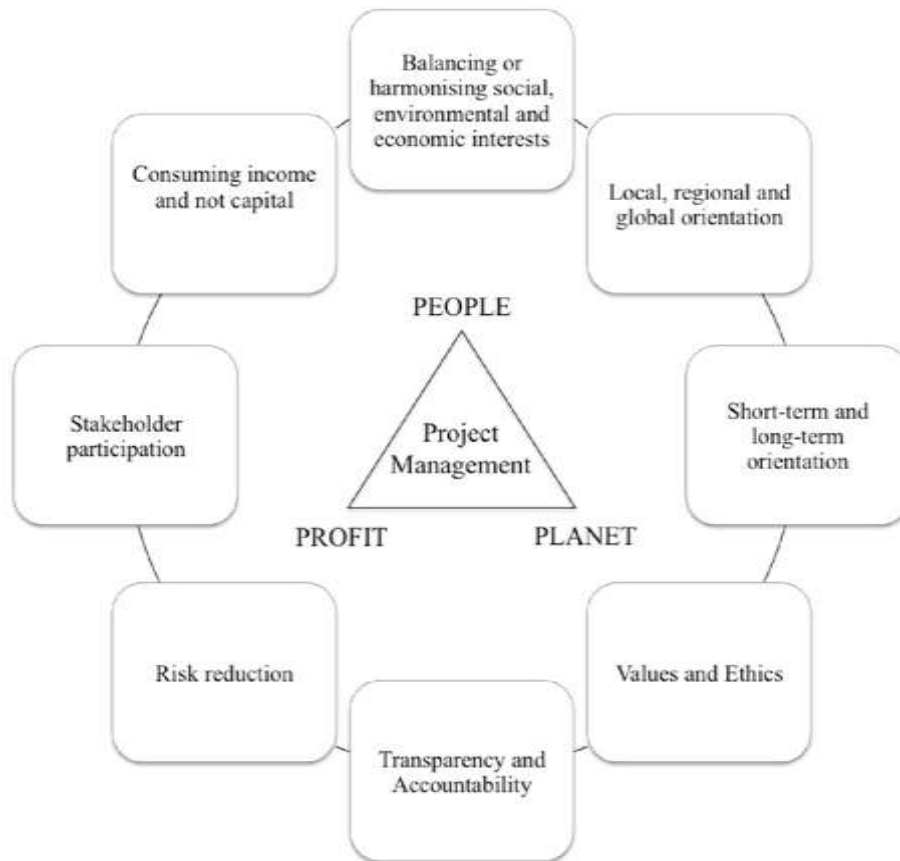 Balancing or
harmonising social,
environmental and
economic interests
Local, regional and
global orientation
Short-term and
long-term
orientation
Values and Ethics
Transparency and
Accountability
Risk reduction
Stakeholder
participation
Consuming income
and not capital
PEOPLE
Project
Management
PROFIT
PLANET